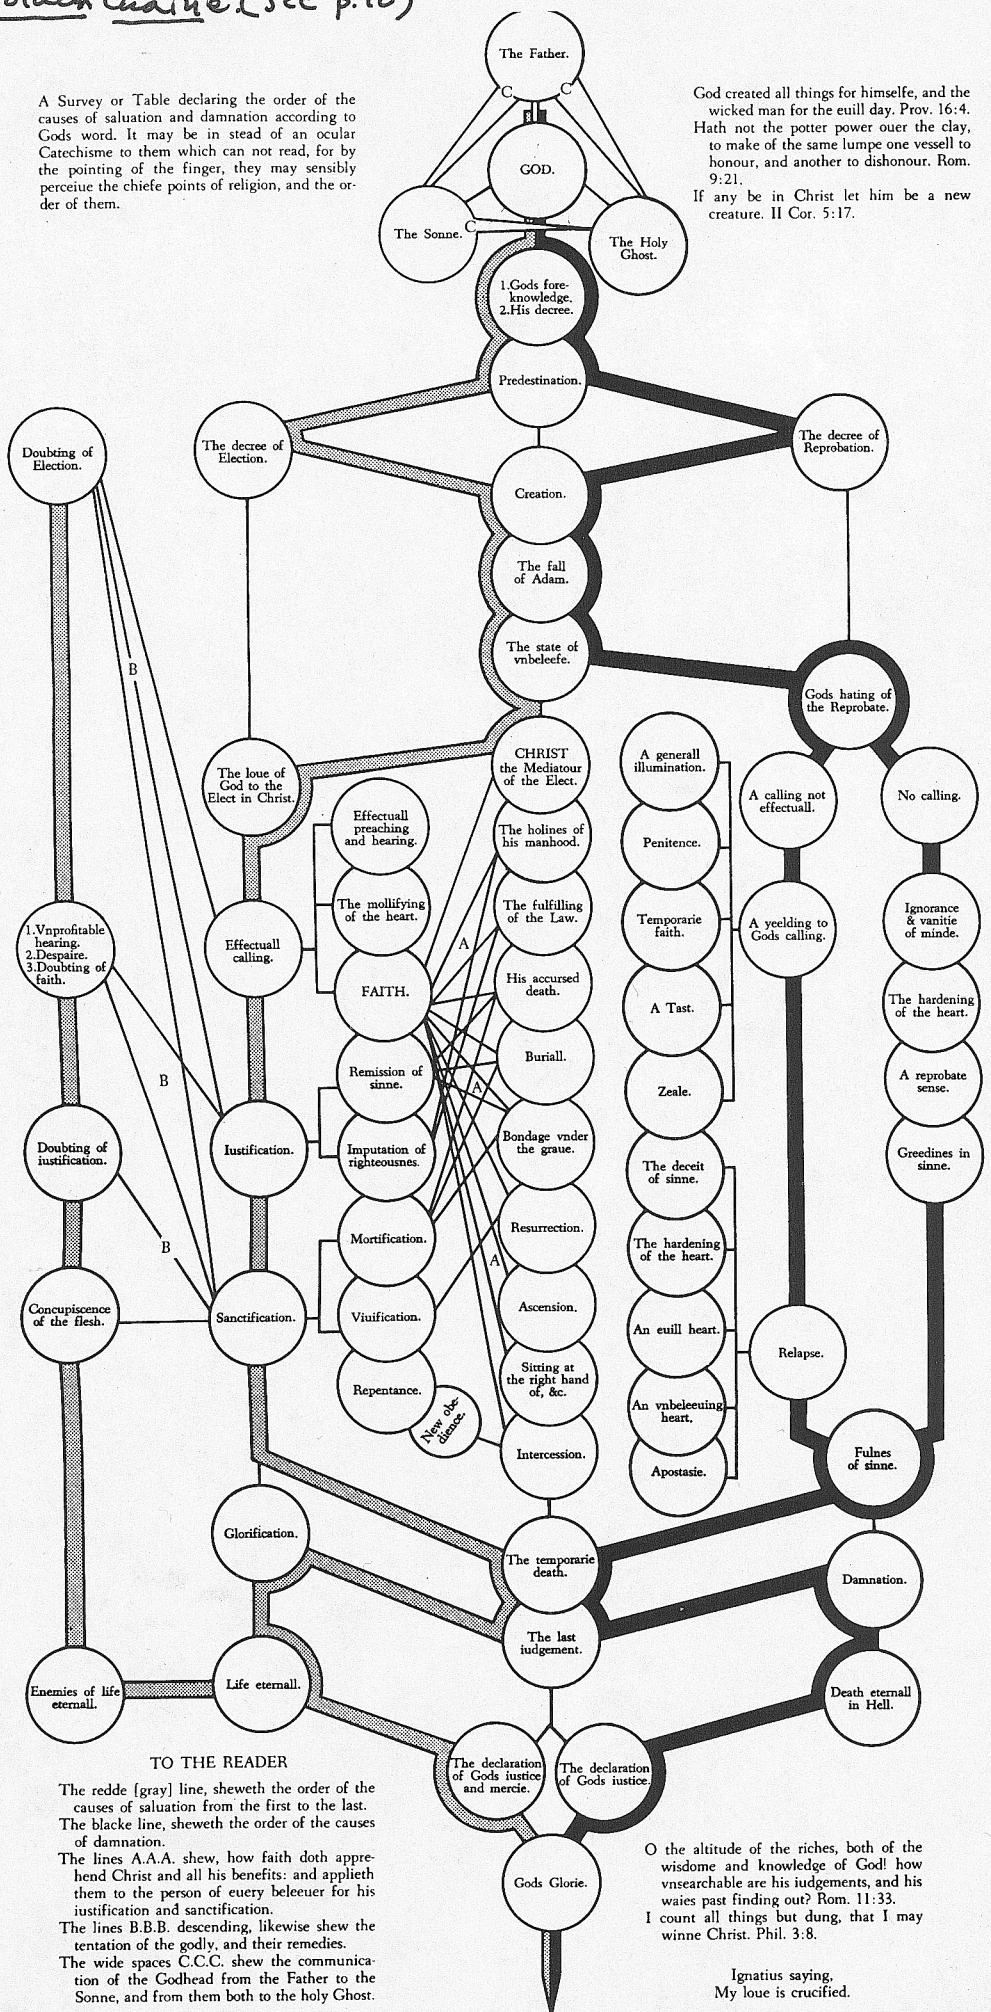 Chaine. (see p.
The Father.
C
C
A Survey or Table declaring the order of the
causes of saluation and damnation according to
Gods word. It may be in stead of an ocular
Catechisme to them which can not read, for by
the pointing of the finger, they may sensibly
perceiue the chiefe points of religion, and the or-
der of them.
God created all things for himselfe, and the
wicked man for the euill day. Prov. 16:4.
Hath not the potter power ouer the clay,
to make of the same lumpe one vessell to
honour, and another to dishonour. Rom.
9:21.
If any be in Christ let him be a new
creature. II Cor. 5:17.
GOD.
The Sonne.
C
The Holy
Ghost.
1.Gods fore-
knowledge.
2.His decree.
Predestination.
Doubting of
Election.
The decree of
Election.
The decree of
Reprobation.
Creation.
The fall
of Adam.
The state of
vnbeleefe.
B
Gods hating of
the Reprobate.
The loue of
God to the
Elect in Christ.
CHRIST
the Mediatour
of the Elect.
A generall
illumination.
A calling not
effectuall.
No calling.
Effectuall
preaching
and hearing.
The holines of
his manhood.
Penitence.
The mollifying
of the heart.
The fulfilling
of the Law.
Temporarie
faith.
A yeelding to
Gods calling.
Ignorance
& vanitie
of minde.
1.Vnprofitable
hearing.
2.Despaire.
3.Doubting of
faith.
Effectuall
calling.
A
FAITH.
His accursed
death.
A Tast.
The hardening
of the heart.
B
Remission of
sinne.
A
Buriall.
Zeale.
A reprobate
sense.
Doubting of
iustification.
Iustification.
Imputation of
righteousnes.
Bondage vnder
the graue.
The deceit
of sinne.
Greedines in
sinne.
B
Mortification.
A
Resurrection.
The hardening
of the heart.
Concupiscence
of the flesh.
Sanctification.
Viuification.
Ascension.
An euill heart.
Relapse.
Repentance.
New obe-
dience.
Sitting at
the right hand
of, &c.
An vnbeleeuing
heart.
Intercession.
Apostasie.
Fulnes
of sinne.
Glorification.
The temporarie
death.
Damnation.
The last
iudgement.
Enemies of life
eternall.
Life eternall.
Death eternall
in Hell.
The declaration
of Gods iustice
and mercie.
The declaration
of Gods iustice.
Gods Glorie.
TO THE READER
The redde [gray] line, sheweth the order of the
causes of saluation from the first to the last.
The blacke line, sheweth the order of the causes
of damnation.
The lines A.A.A. shew, how faith doth appre-
hend Christ and all his benefits: and applieth
them to the person of euery beleeuer for his
iustification and sanctification.
The lines B.B.B. descending, likewise shew the
tentation of the godly, and their remedies.
The wide spaces C.C.C. shew the communica-
tion of the Godhead from the Father to the
Sonne, and from them both to the holy Ghost.
O the altitude of the riches, both of the
wisdome and knowledge of God! how
vnsearchable are his iudgements, and his
waies past finding out? Rom. 11:33.
I count all things but dung, that I may
winne Christ. Phil. 3:8.
Ignatius saying,
My loue is crucified.